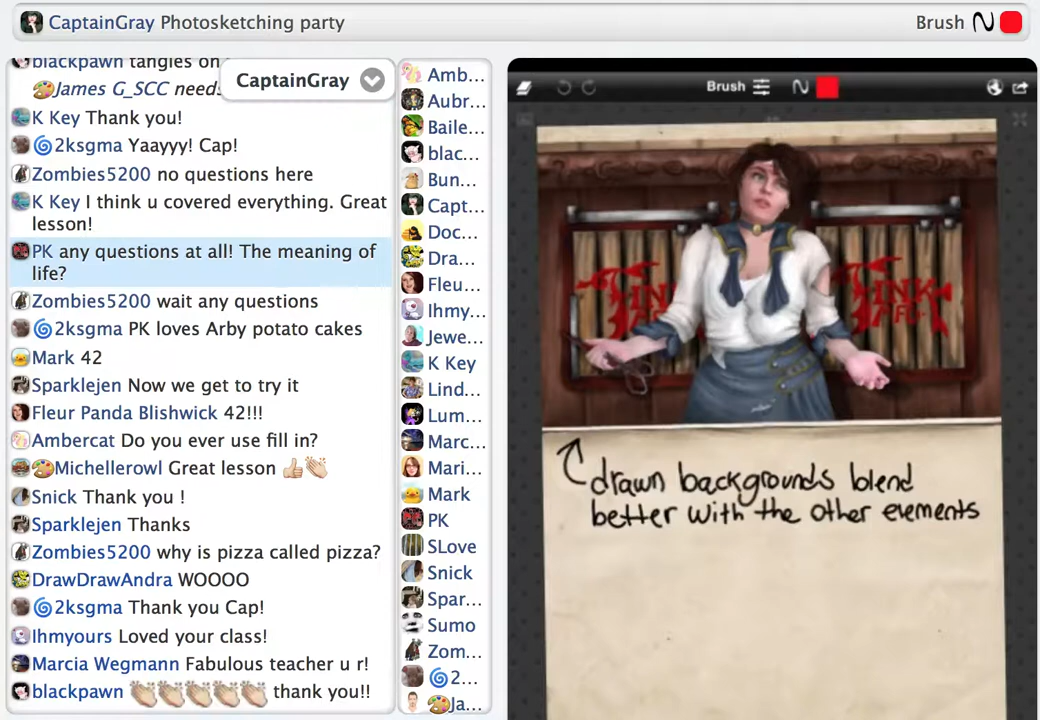 CaptainGray Photosketching party
Brush
blackpawn tangles on
CaptainGray
James G_SCC needs
K Key Thank you!
2ksgma Yaayyy! Cap!
Zombies5200 no questions here
K Key I think u covered everything. Great
lesson!
PK any questions at all! The meaning of
life?
Zombies5200 wait any questions
2ksgma PK loves Arby potato cakes
Mark 42
Sparklejen Now we get to try it
Fleur Panda Blishwick 42!!!
Ambercat Do you ever use fill in?
Michellerowl Great lesson 👍🏼👏🏼
Snick Thank you !
Sparklejen Thanks
Zombies5200 why is pizza called pizza?
DrawDrawAndra WOOOO
2ksgma Thank you Cap!
lhmyours Loved your class!
Marcia Wegmann Fabulous teacher u r!
blackpawn 👏🏼👏🏼👏🏼👏🏼👏🏼 thank you!!
Amb...
Aubr...
Baile...
blac...
Bun...
Capt...
Doc...
Dra...
Fleu...
lhmy...
Jewe...
K Key
Lind...
Lum...
Marc...
Mari...
Mark
PK
SLove
Snick
Spar...
Sumo
Zom...
2...
Ja...
Brush
drawn backgrounds blend
better with the other elements